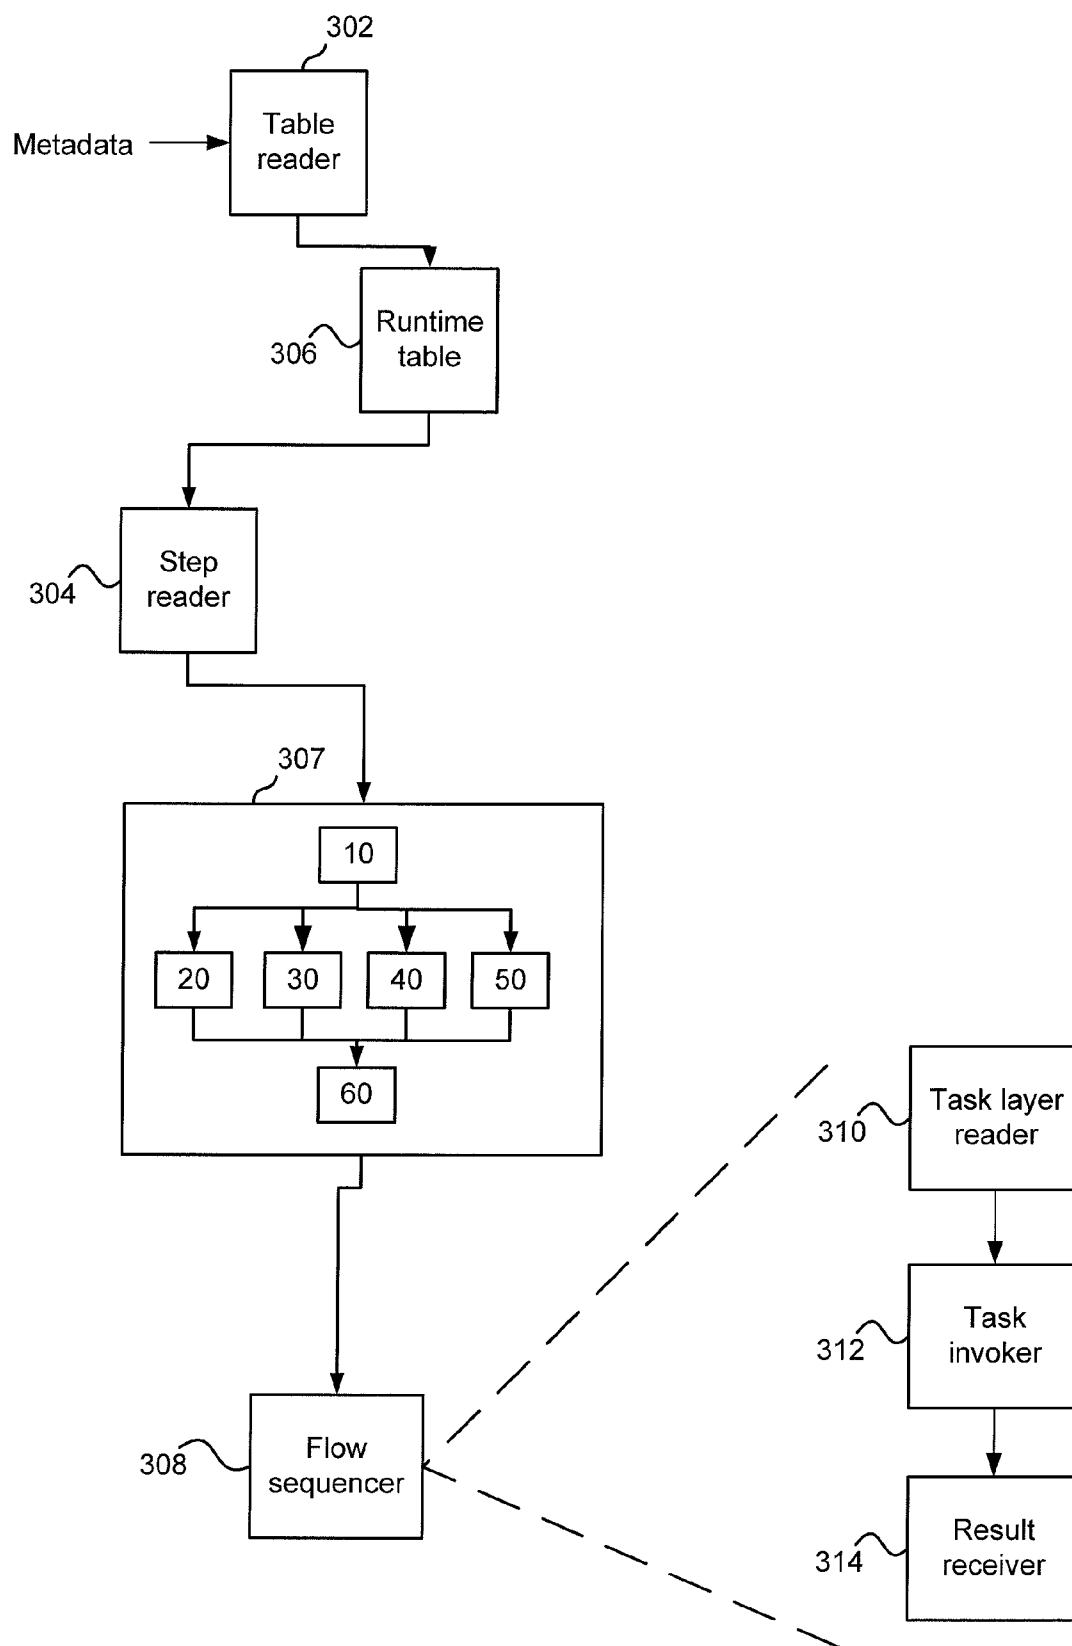 302
Table
reader
Metadata
Runtime
table
306
Step
reader
304
307
10
20 30 40 50
60
Task layer
reader
310
Task
invoker
312
Flow
sequencer
308
Result
receiver
314